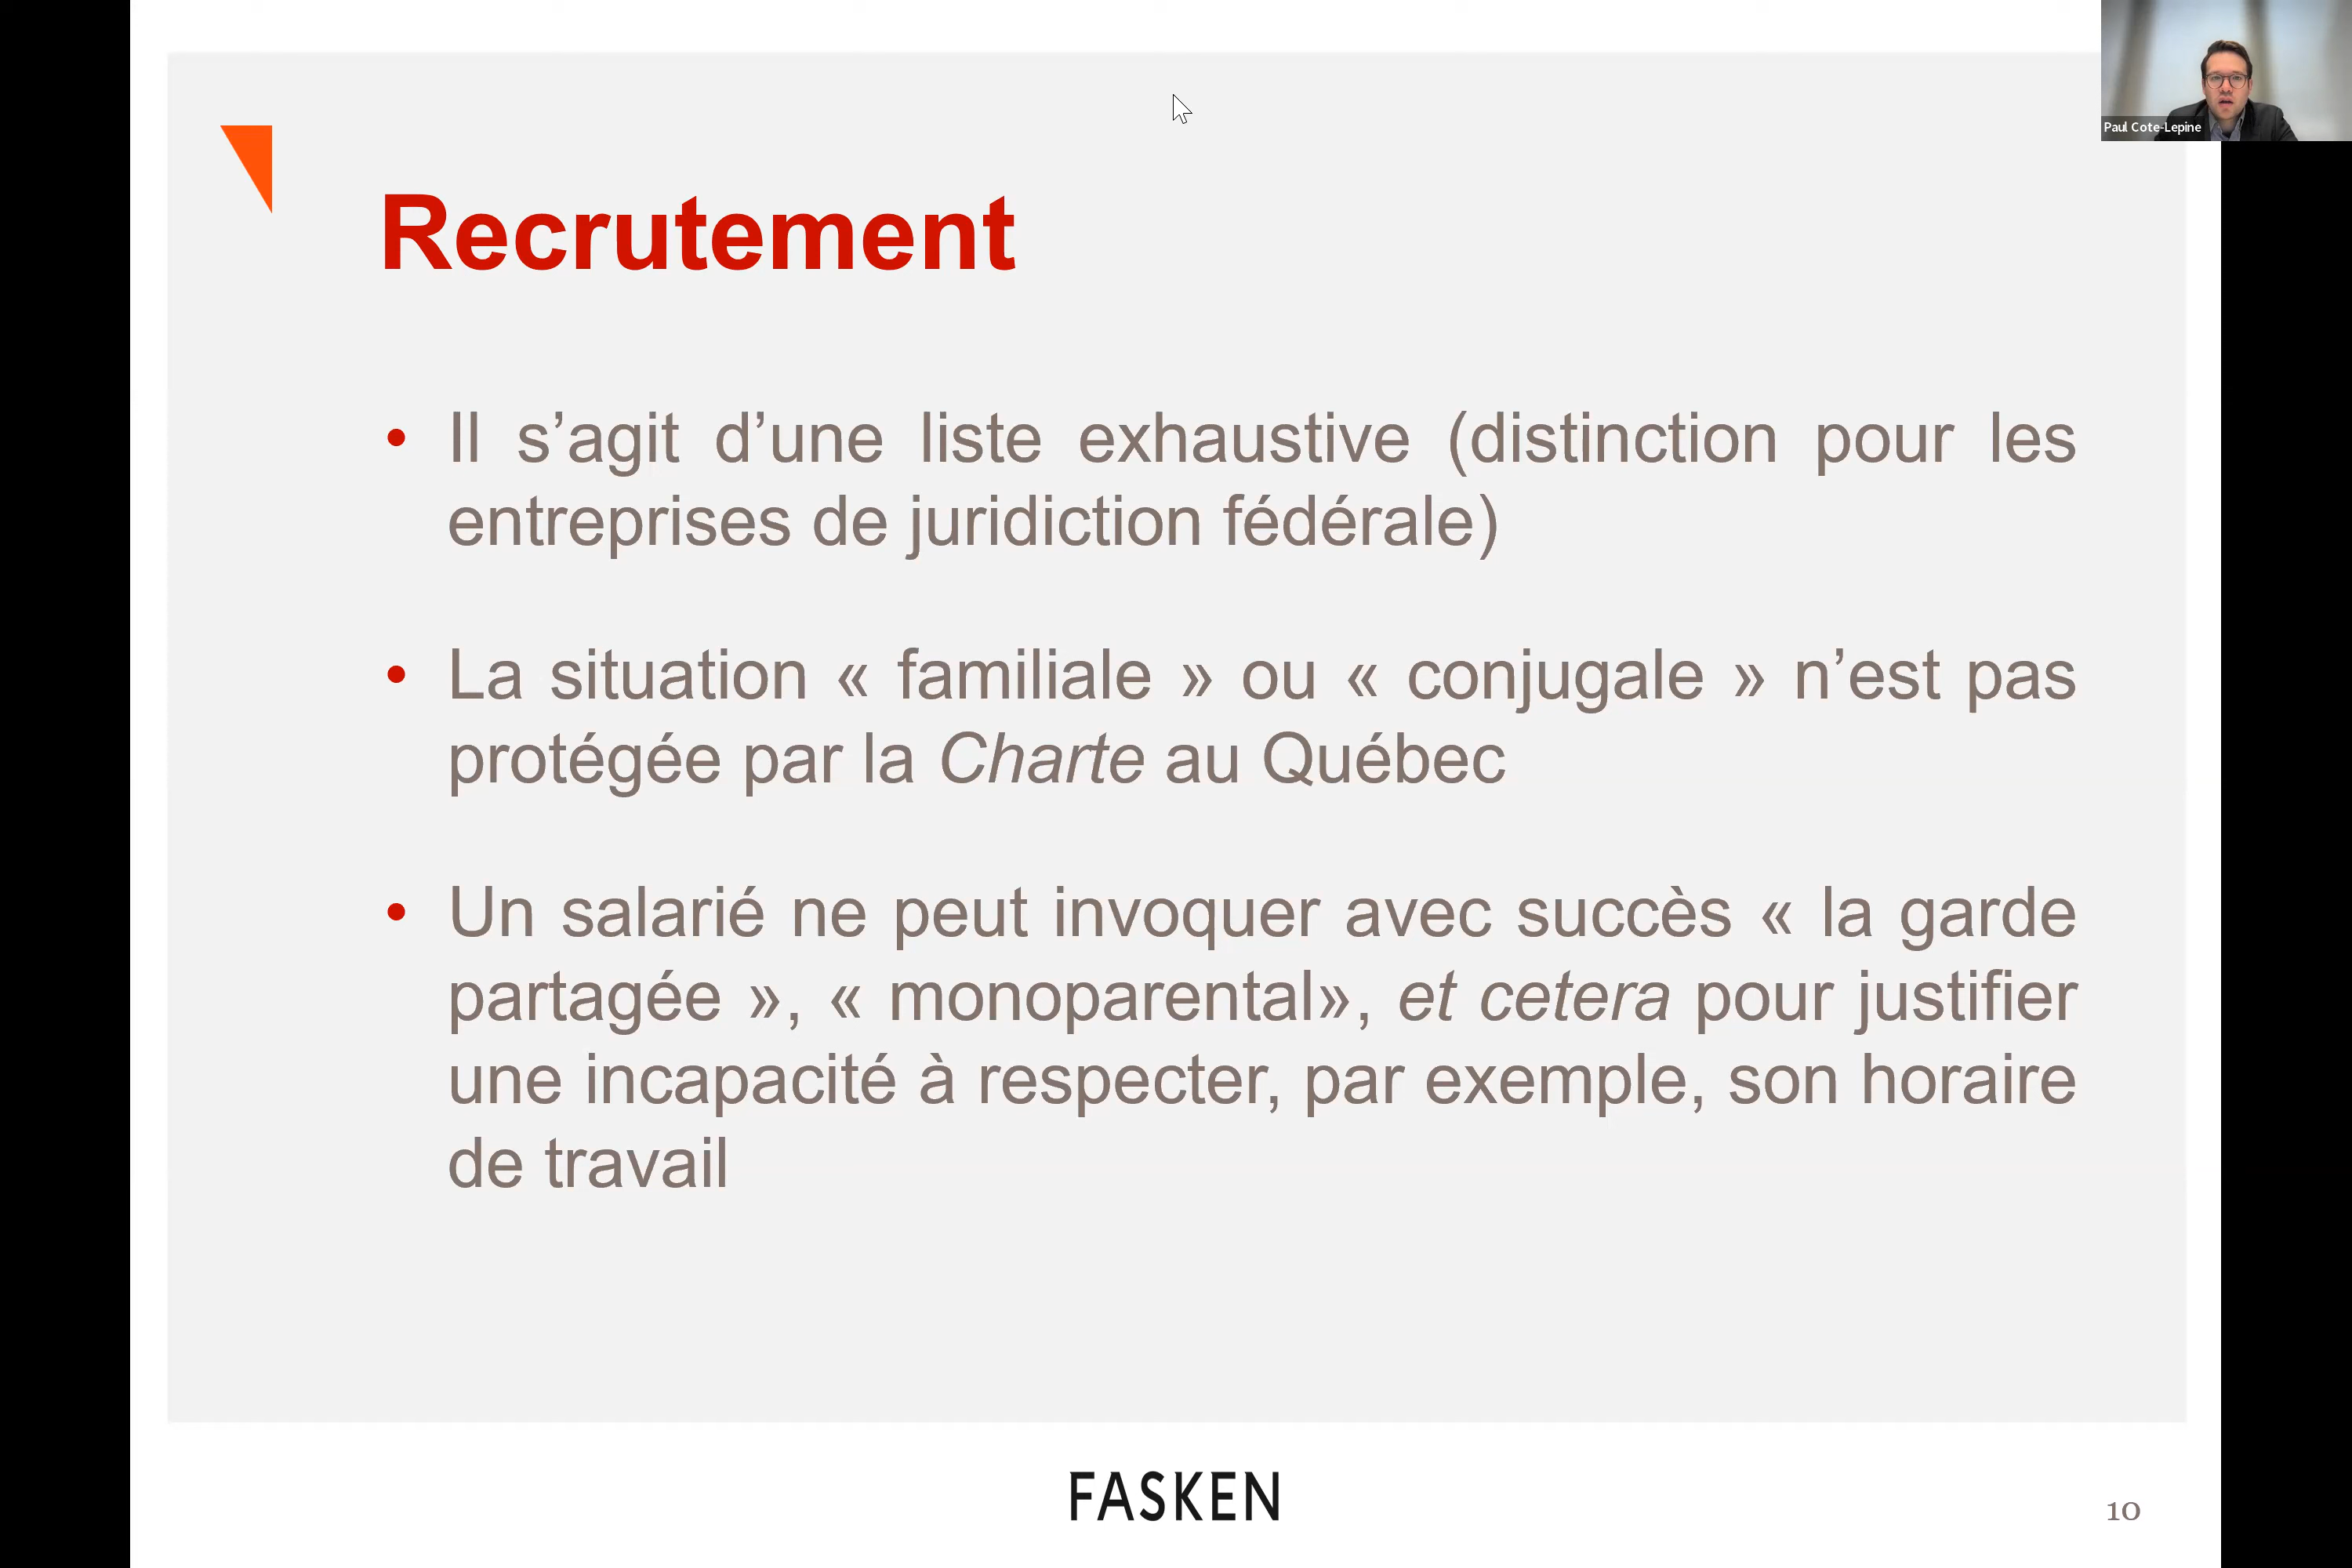 Paul Cote-Lepine
Recrutement
• Il s’agit d’une liste exhaustive (distinction pour les
entreprises de juridiction fédérale)
• La situation « familiale » ou « conjugale » n’est pas
protégée par la Charte au Québec
• Un salarié ne peut invoquer avec succès « la garde
partagée », « monoparental», et cetera pour justifier
une incapacité à respecter, par exemple, son horaire
de travail
FASKEN
10